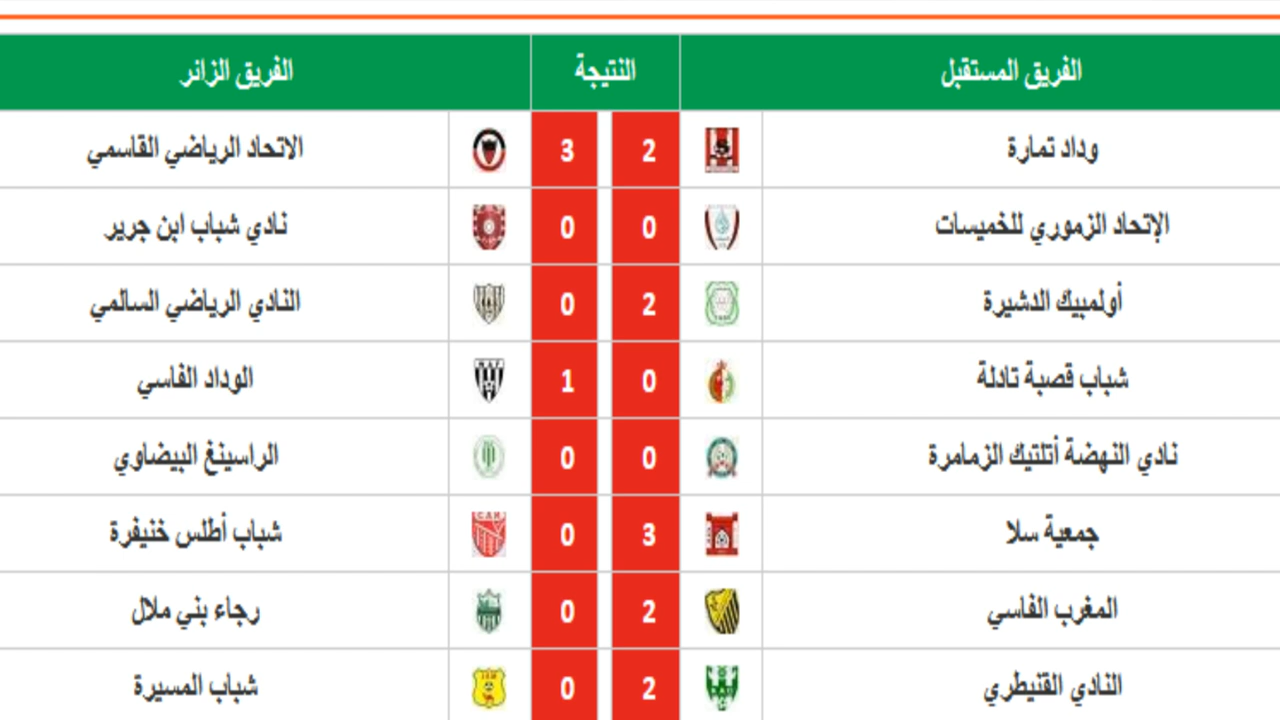 الفريق المستقبل النتيجة الفريق الزائر
وداد تمارة 2 3 الاتحاد الرياضي القاسمي
الإتحاد الزموري للخميسات 0 0 نادي شباب ابن جرير
أولمبيك الدشيرة 2 0 النادي الرياضي السالمي
شباب قصبة تادلة 0 1 الوداد الفاسي
نادي النهضة أتلتيك الزمامرة 0 0 الراسينغ البيضاوي
جمعية سلا 3 0 شباب أطلس خنيفرة
المغرب الفاسي 2 0 رجاء بني ملال
النادي القنيطري 2 0 شباب المسيرة